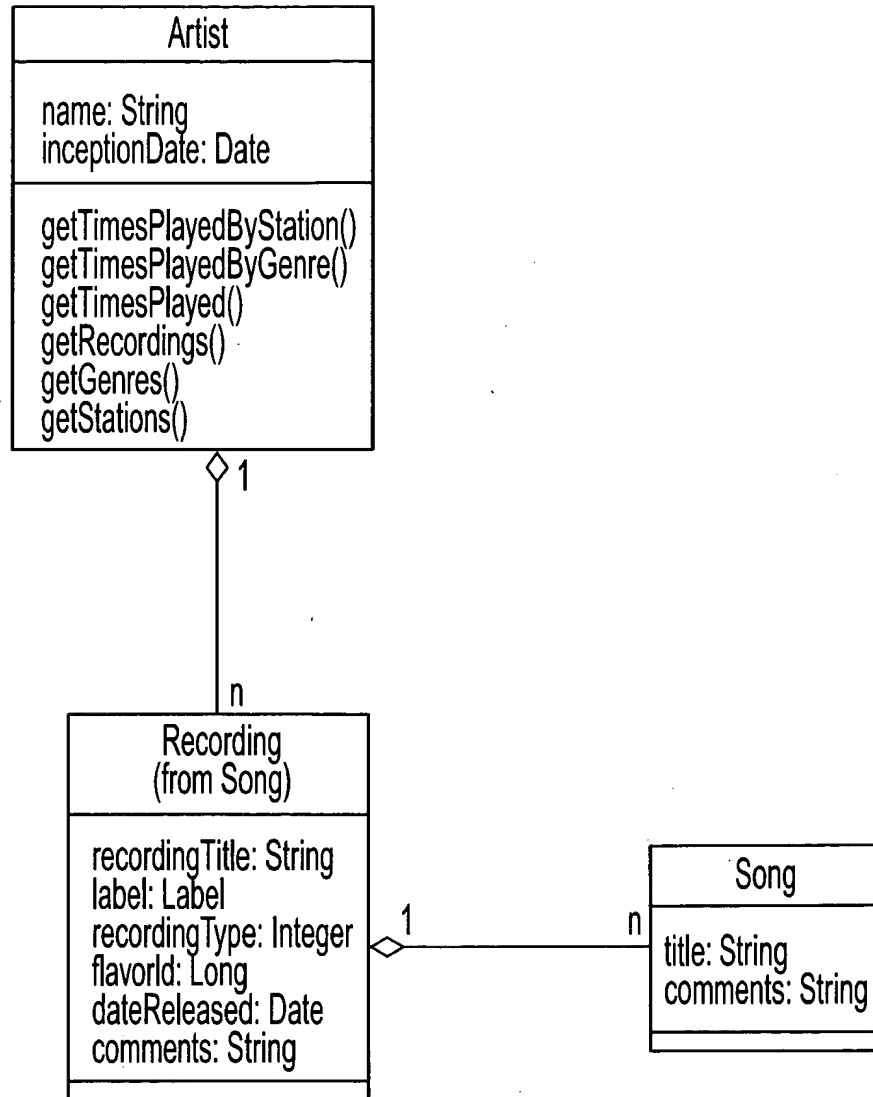 Artist
name: String
inceptionDate: Date
getTimesPlayedByStation()
getTimesPlayedByGenre()
getTimesPlayed()
getRecordings()
getGenres()
getStations()
1
n
Recording
(from Song)
recordingTitle: String
label: Label
recordingType: Integer
flavorId: Long
dateReleased: Date
comments: String
1
n
Song
title: String
comments: String